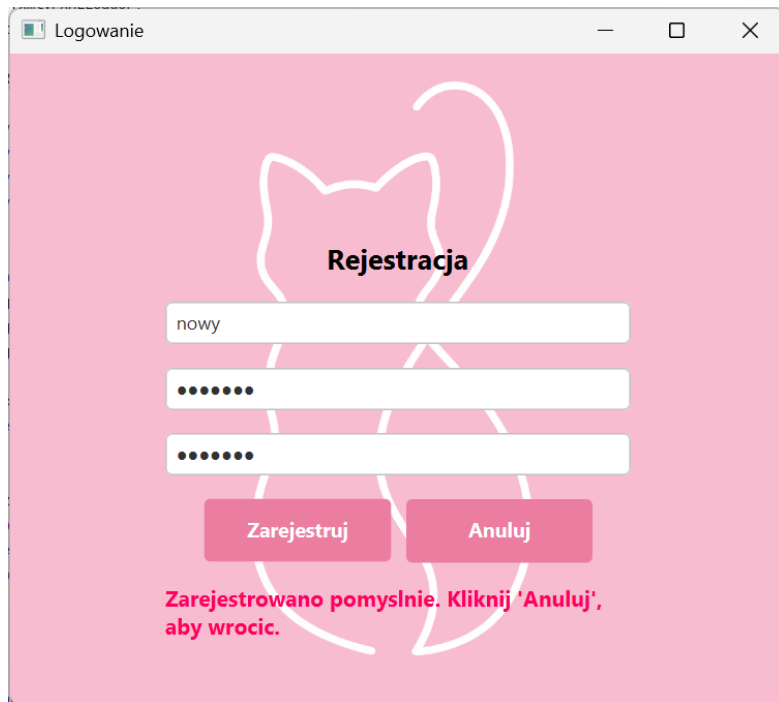 Logowanie
Rejestracja
nowy
●●●●●●●
●●●●●●●
Zarejestruj Anuluj
Zarejestrowano pomyslnie. Kliknij 'Anuluj',
aby wrocic.